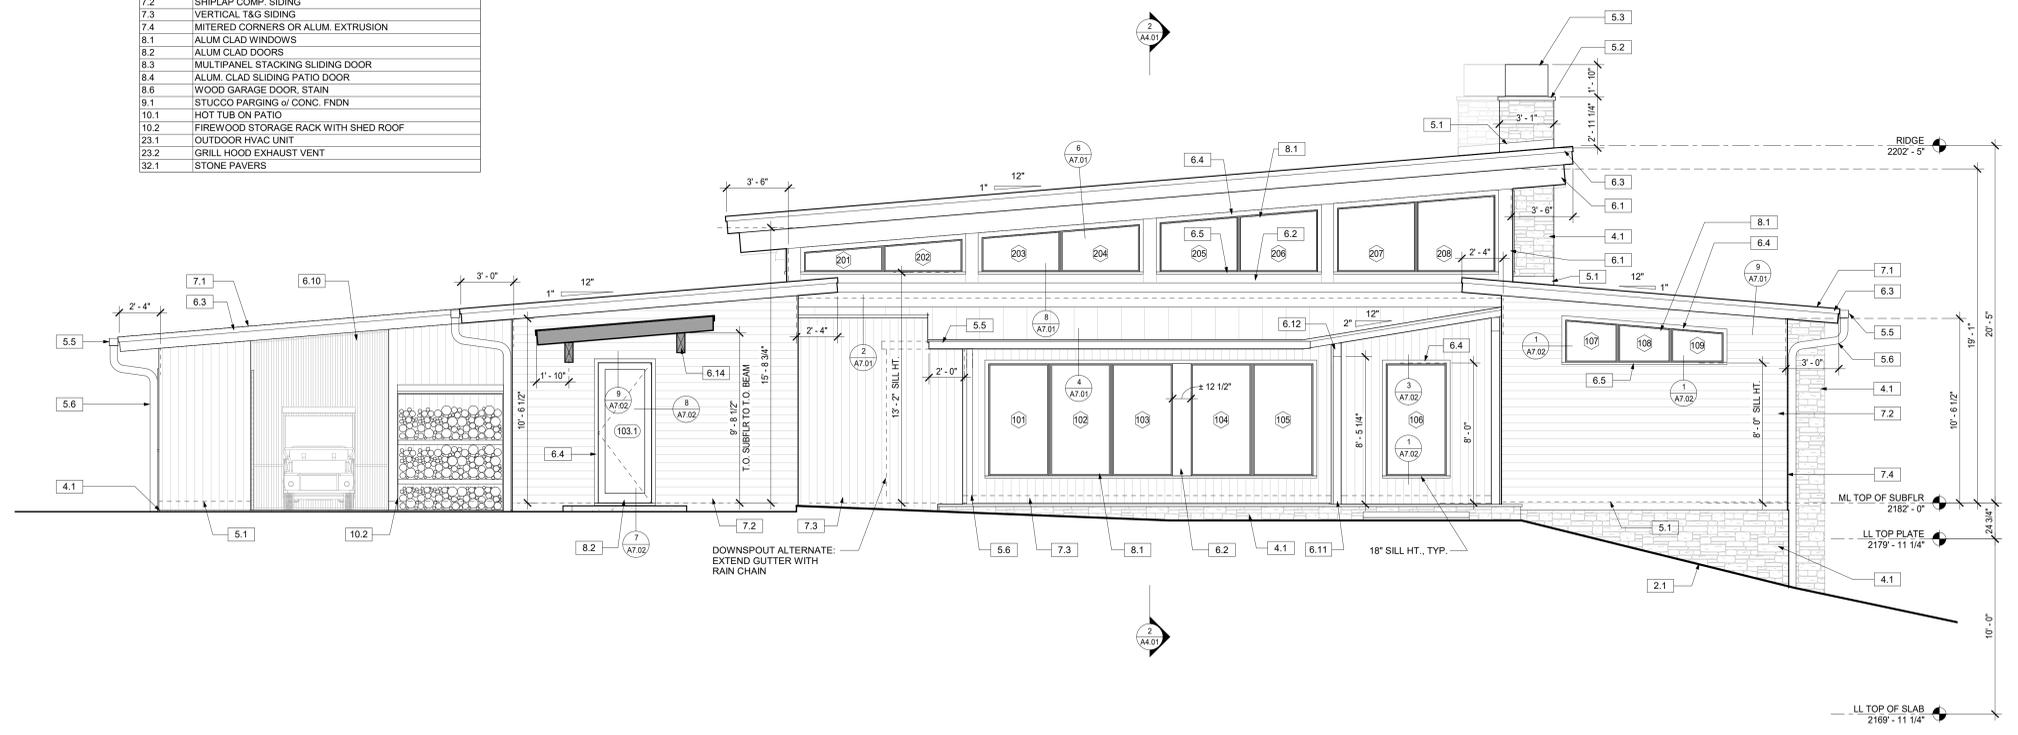 7.2 SHIPLAP COMP. SIDING
7.3 VERTICAL T&G SIDING
7.4 MITERED CORNERS OR ALUM. EXTRUSION
8.1 ALUM CLAD WINDOWS
8.2 ALUM CLAD DOORS
8.3 MULTIPANEL STACKING SLIDING DOOR
8.4 ALUM. CLAD SLIDING PATIO DOOR
8.6 WOOD GARAGE DOOR, STAIN
9.1 STUCCO PARGING o/ CONC. FNDN
10.1 HOT TUB ON PATIO
10.2 FIREWOOD STORAGE RACK WITH SHED ROOF
23.1 OUTDOOR HVAC UNIT
23.2 GRILL HOOD EXHAUST VENT
32.1 STONE PAVERS
2
A4.01
5.3
5.2
1' - 10"
2' - 11 1/4"
3' - 1"
5.1
RIDGE
2202' - 5"
6
A7.01
6.4
8.1
12"
1"
3' - 6"
6.3
6.1
3' - 6"
4.1
6.1
5.1
6.5
6.2
2' - 4"
201
202
203
204
205
206
207
208
8.1
6.4
9
A7.01
7.1
6.3
12"
1"
5.5
5.6
3' - 0"
4.1
7.2
7.4
7.1
6.3
6.10
3' - 0"
12"
1"
2' - 4"
5.5
5.6
4.1
5.1
10.2
10' - 6 1/2"
1' - 10"
6.14
9
A7.02
8
A7.02
103.1
6.4
8.2
7
A7.02
7.2
9' - 8 1/2"
T.O. SUBFLR TO T.O. BEAM
15' - 8 3/4"
2' - 4"
2
A7.01
13' - 2" SILL HT.
8
A7.01
5.5
2' - 0"
4
A7.01
± 12 1/2"
101
102
103
104
105
6.12
12"
2"
6.4
3
A7.02
106
1
A7.02
8' - 5 1/4"
8' - 0"
1
A7.02
107
108
109
6.5
1
A7.02
8' - 0" SILL HT.
10' - 6 1/2"
19' - 1"
20' - 5"
ML TOP OF SUBFLR
2182' - 0"
24 3/4"
LL TOP PLATE
2179' - 11 1/4"
10' - 0"
LL TOP OF SLAB
2169' - 11 1/4"
7.3
DOWNSPOUT ALTERNATE:
EXTEND GUTTER WITH
RAIN CHAIN
5.6
7.3
8.1
6.2
4.1
6.11
18" SILL HT., TYP.
5.1
4.1
2.1
2
A4.01